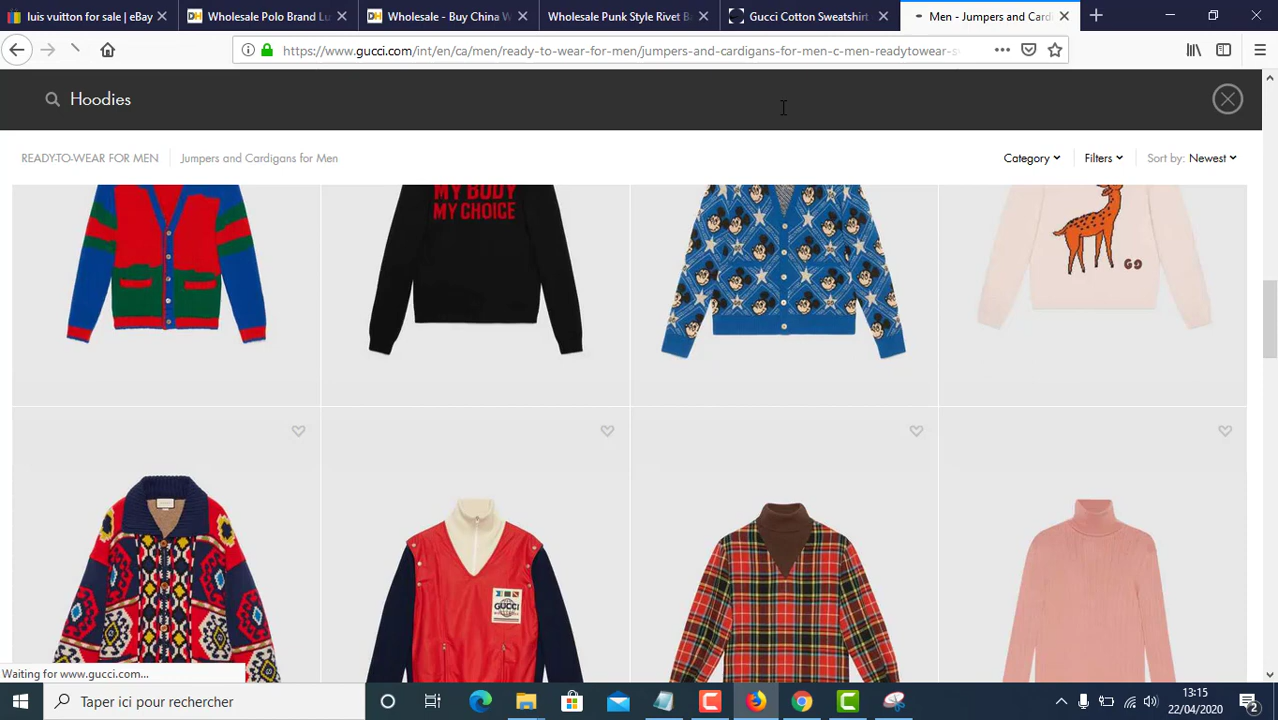 luis vuitton for sale | eBay
Wholesale Polo Brand Lu
Wholesale - Buy China W
Wholesale Punk Style Rivet B
Gucci Cotton Sweatshirt
Men - Jumpers and Cardi
https://www.gucci.com/int/en/ca/men/ready-to-wear-for-men/jumpers-and-cardigans-for-men-c-men-readytowear-s
Hoodies
READY-TO-WEAR FOR MEN
Jumpers and Cardigans for Men
Category
Filters
Sort by: Newest
MY BODY
MY CHOICE
GG
GUCCI
Waiting for www.gucci.com...
Taper ici pour rechercher
13:15
22/04/2020
2